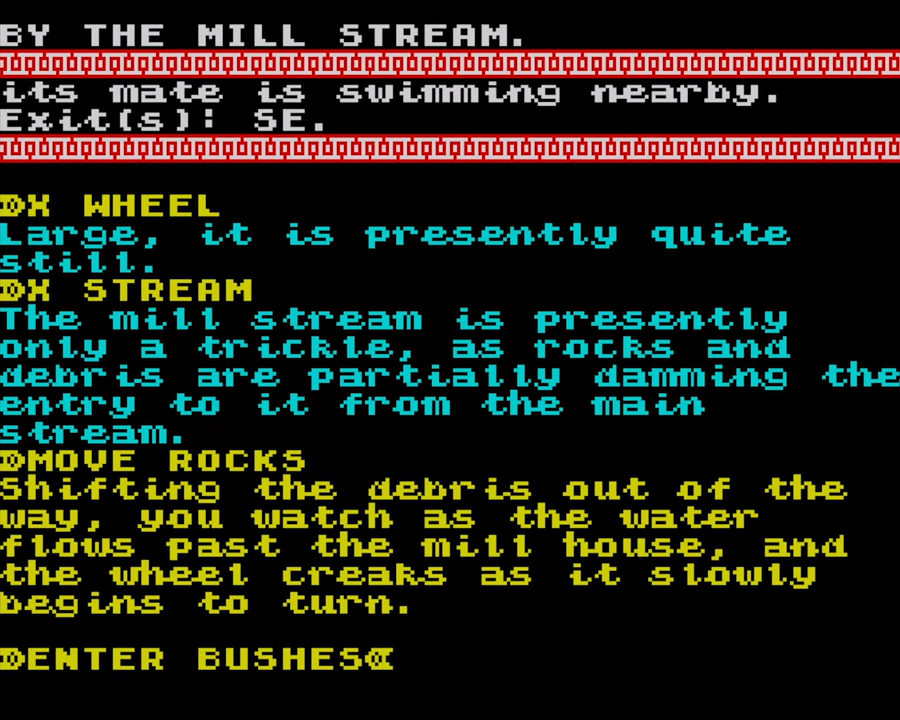 BY THE MILL STREAM.
its mate is swimming nearby.
Exit(s): SE.
X WHEEL
Large, it is presently quite
still.
X STREAM
The mill stream is presently
only a trickle, as rocks and
debris are partially damming the
entry to it from the main
stream.
MOVE ROCKS
Shifting the debris out of the
way, you watch as the water
flows past the mill house, and
the wheel creaks as it slowly
begins to turn.
ENTER BUSHES